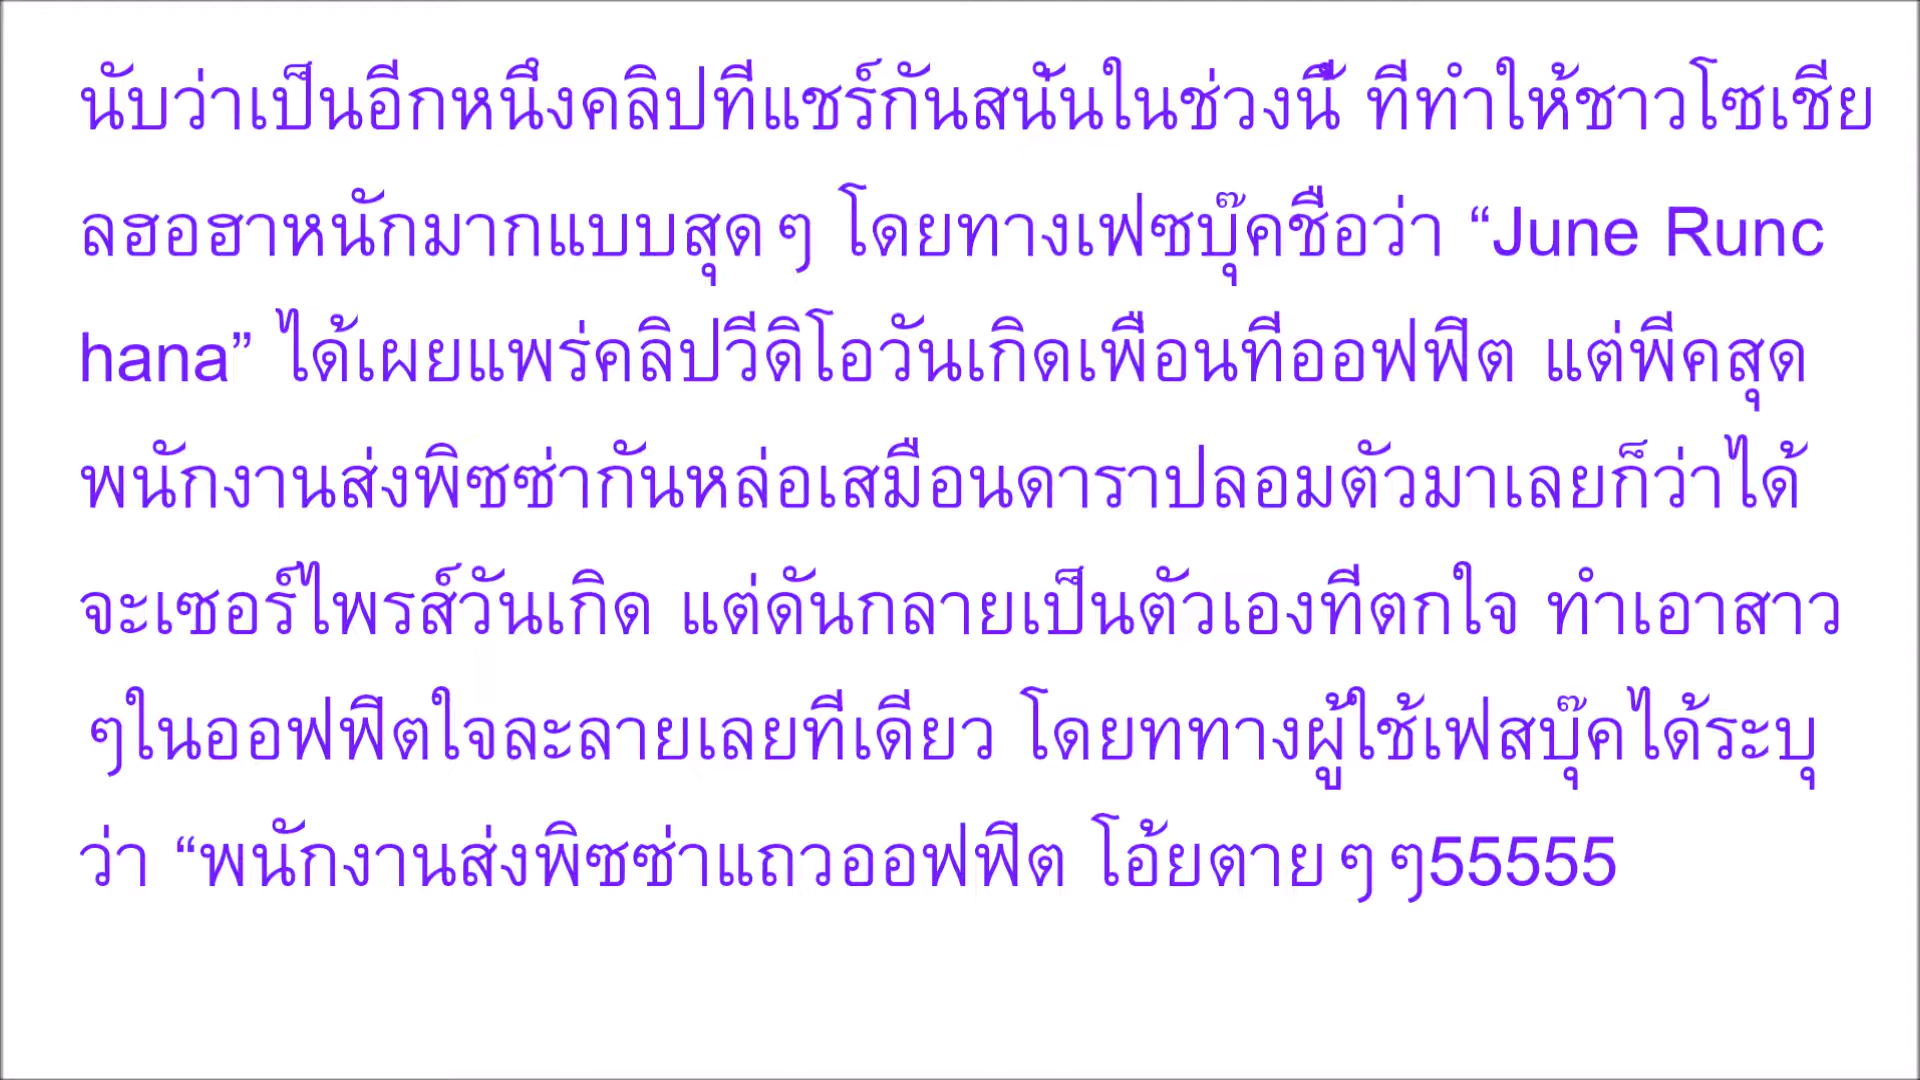 นับว่าเป็นอีกหนึ่งคลิปที่แชร์กันสนั่นในช่วงนี้ ที่ทำให้ชาวโซเชีย
ลฮอฮาหนักมากแบบสุดๆ โดยทางเฟซบุ๊คชื่อว่า “June Runc
hana” ได้เผยแพร่คลิปวีดิโอวันเกิดเพื่อนที่ออฟฟิต แต่พีคสุด
พนักงานส่งพิซซ่ากันหล่อเสมือนดาราปลอมตัวมาเลยก็ว่าได้
จะเซอร์ไพรส์วันเกิด แต่ดันกลายเป็นตัวเองที่ตกใจ ทำเอาสาว
ๆในออฟฟิตใจละลายเลยทีเดียว โดยททางผู้ใช้เฟสบุ๊คได้ระบุ
ว่า “พนักงานส่งพิซซ่าแถวออฟฟิต โอ้ยตายๆๆ55555